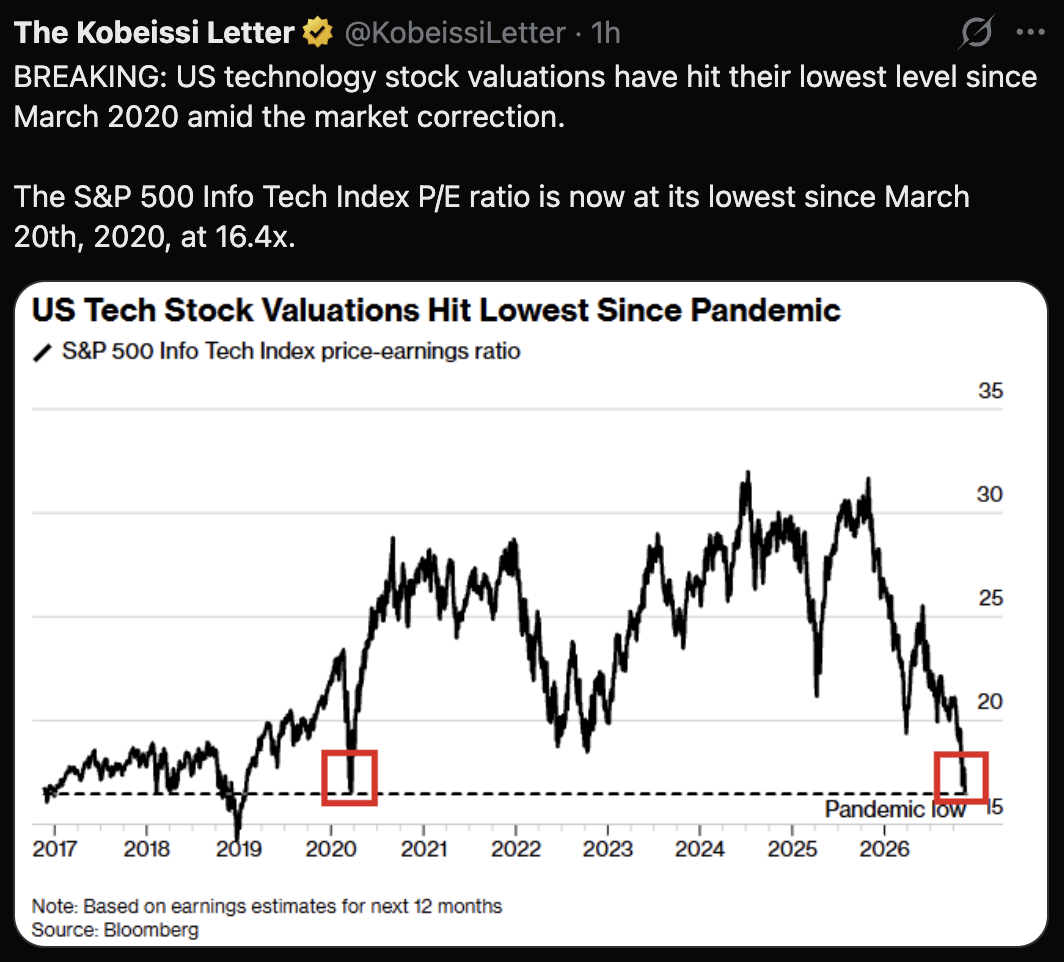 The Kobeissi Letter @KobeissiLetter · 1h
BREAKING: US technology stock valuations have hit their lowest level since
March 2020 amid the market correction.
The S&P 500 Info Tech Index P/E ratio is now at its lowest since March
20th, 2020, at 16.4x.
US Tech Stock Valuations Hit Lowest Since Pandemic
S&P 500 Info Tech Index price-earnings ratio
35
30
25
20
Pandemic low 15
2017 2018 2019 2020 2021 2022 2023 2024 2025 2026
Note: Based on earnings estimates for next 12 months
Source: Bloomberg